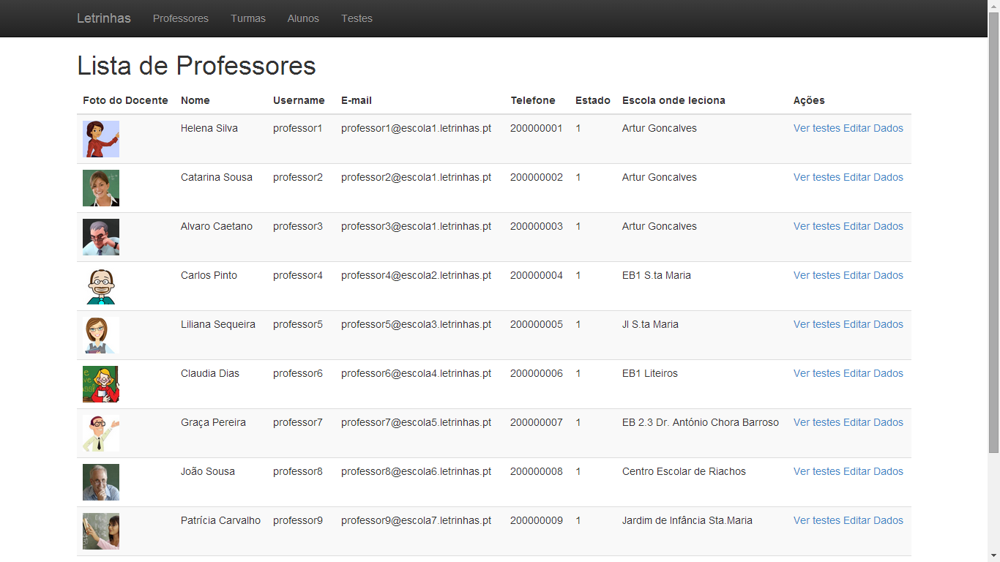 Letrinhas Professores Turmas Alunos Testes
Lista de Professores
Foto do Docente Nome Username E-mail Telefone Estado Escola onde leciona Ações
Helena Silva professor1 professor1@escola1.letrinhas.pt 200000001 1 Artur Goncalves Ver testes Editar Dados
Catarina Sousa professor2 professor2@escola1.letrinhas.pt 200000002 1 Artur Goncalves Ver testes Editar Dados
Alvaro Caetano professor3 professor3@escola1.letrinhas.pt 200000003 1 Artur Goncalves Ver testes Editar Dados
Carlos Pinto professor4 professor4@escola2.letrinhas.pt 200000004 1 EB1 S.ta Maria Ver testes Editar Dados
Liliana Sequeira professor5 professor5@escola3.letrinhas.pt 200000005 1 JI S.ta Maria Ver testes Editar Dados
Claudia Dias professor6 professor6@escola4.letrinhas.pt 200000006 1 EB1 Liteiros Ver testes Editar Dados
Graça Pereira professor7 professor7@escola5.letrinhas.pt 200000007 1 EB 2.3 Dr. António Chora Barroso Ver testes Editar Dados
João Sousa professor8 professor8@escola6.letrinhas.pt 200000008 1 Centro Escolar de Riachos Ver testes Editar Dados
Patrícia Carvalho professor9 professor9@escola7.letrinhas.pt 200000009 1 Jardim de Infância Sta.Maria Ver testes Editar Dados